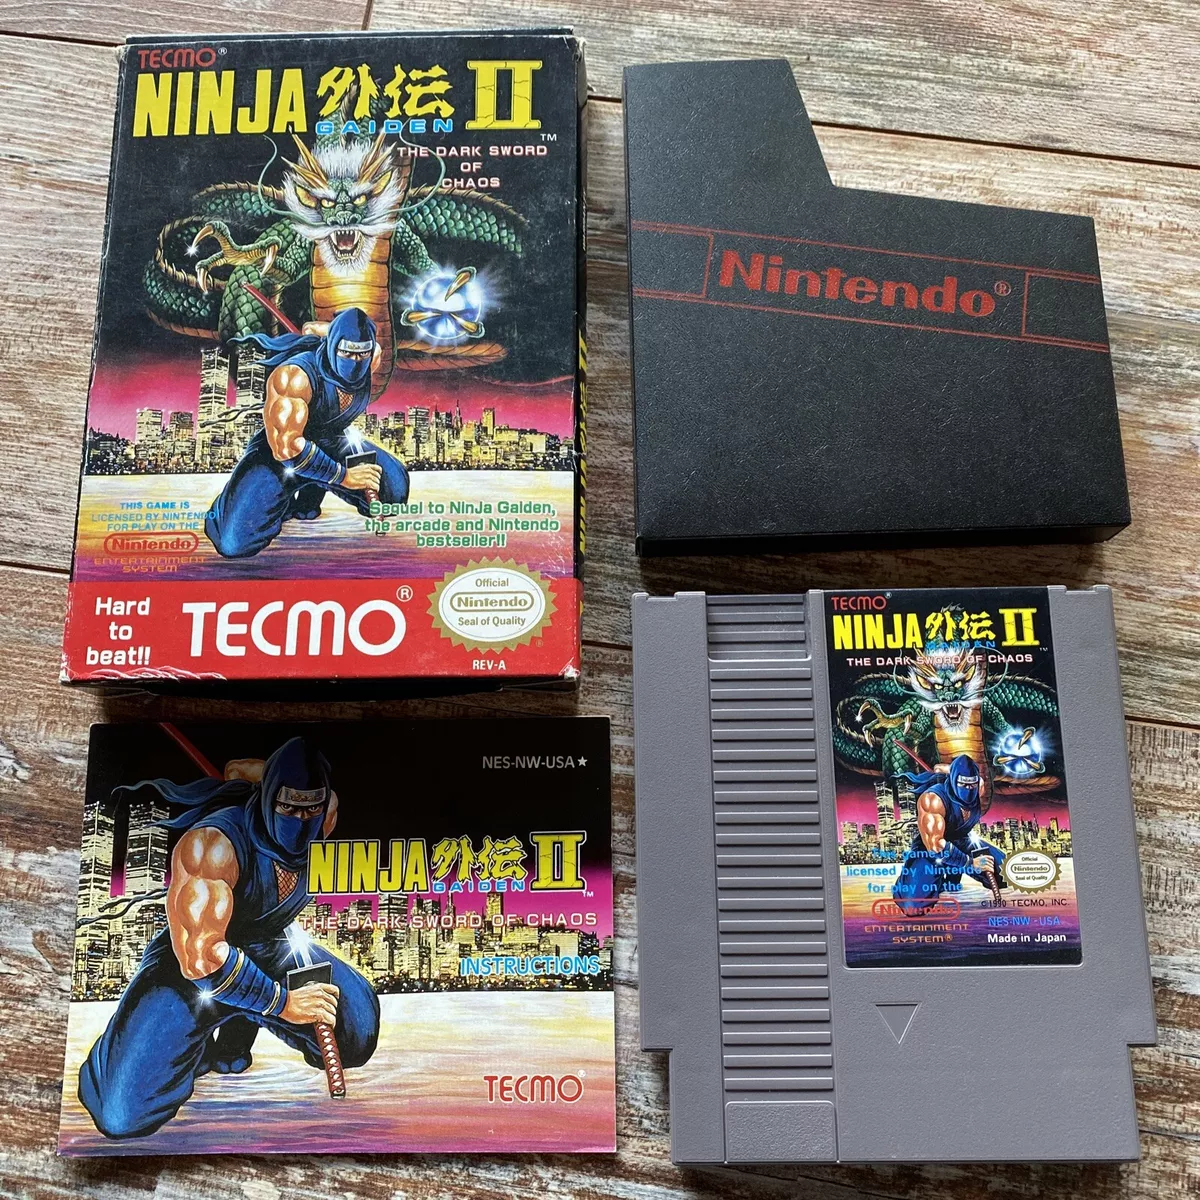 TECMO®
NINJA 外伝 II
GAIDEN
TM
THE DARK SWORD
OF
CHAOS
THIS GAME IS
LICENSED BY NINTENDO
FOR PLAY ON THE
Nintendo
ENTERTAINMENT
SYSTEM
Sequel to Ninja Gaiden,
the arcade and Nintendo
bestseller!!
Hard
to
beat!!
TECMO®
Official
Nintendo
Seal of Quality
REV-A
Nintendo®
NES-NW-USA★
NINJA 外伝 II
GAIDEN
TM
THE DARK SWORD OF CHAOS
INSTRUCTIONS
TECMO®
TECMO®
NINJA 外伝 II
GAIDEN
TM
THE DARK SWORD OF CHAOS
This game is
licensed by Nintendo
for play on the
Nintendo
ENTERTAINMENT
SYSTEM®
Official
Nintendo
Seal of Quality
©1990 TECMO, INC.
NES-NW-USA
Made in Japan